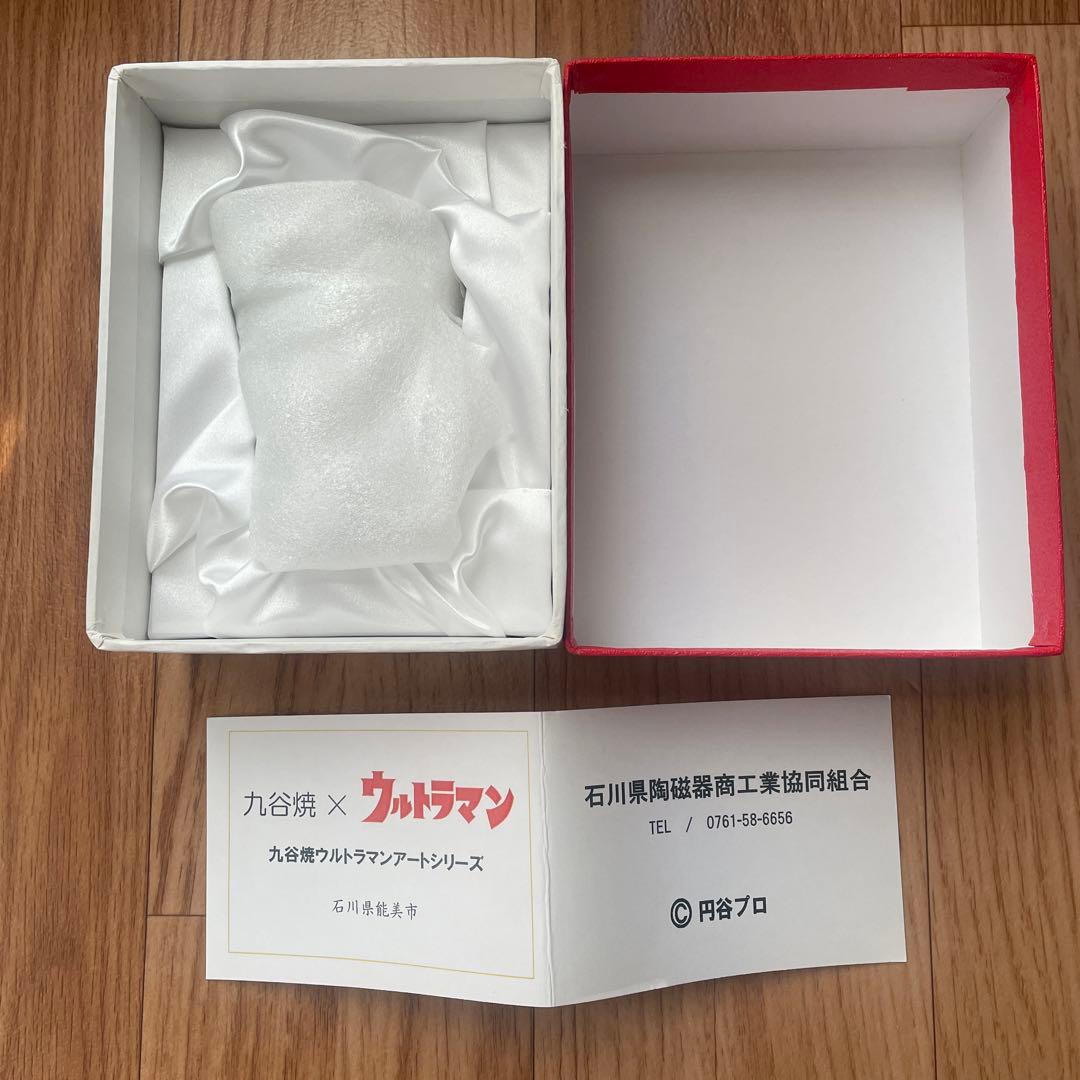 九谷焼 × ウルトラマン
九谷焼ウルトラマンアートシリーズ
石川県能美市
石川県陶磁器商工業協同組合
TEL / 0761-58-6656
© 円谷プロ